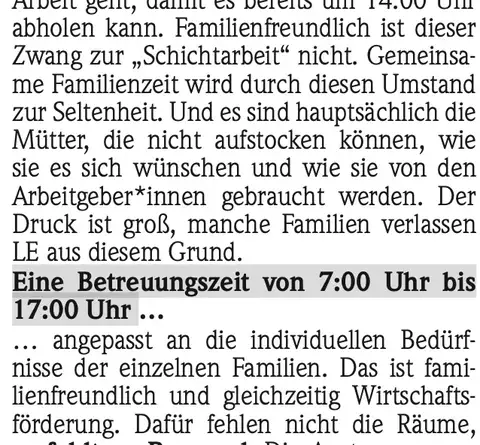 Arbeit geht, damit es bereits um 14:00 Uhr
abholen kann. Familienfreundlich ist dieser
Zwang zur „Schichtarbeit“ nicht. Gemeinsa-
me Familienzeit wird durch diesen Umstand
zur Seltenheit. Und es sind hauptsächlich die
Mütter, die nicht aufstocken können, wie
sie es sich wünschen und wie sie von den
Arbeitgeber*innen gebraucht werden. Der
Druck ist groß, manche Familien verlassen
LE aus diesem Grund.
Eine Betreuungszeit von 7:00 Uhr bis
17:00 Uhr …
… angepasst an die individuellen Bedürf-
nisse der einzelnen Familien. Das ist fami-
lienfreundlich und gleichzeitig Wirtschafts-
förderung. Dafür fehlen nicht die Räume,